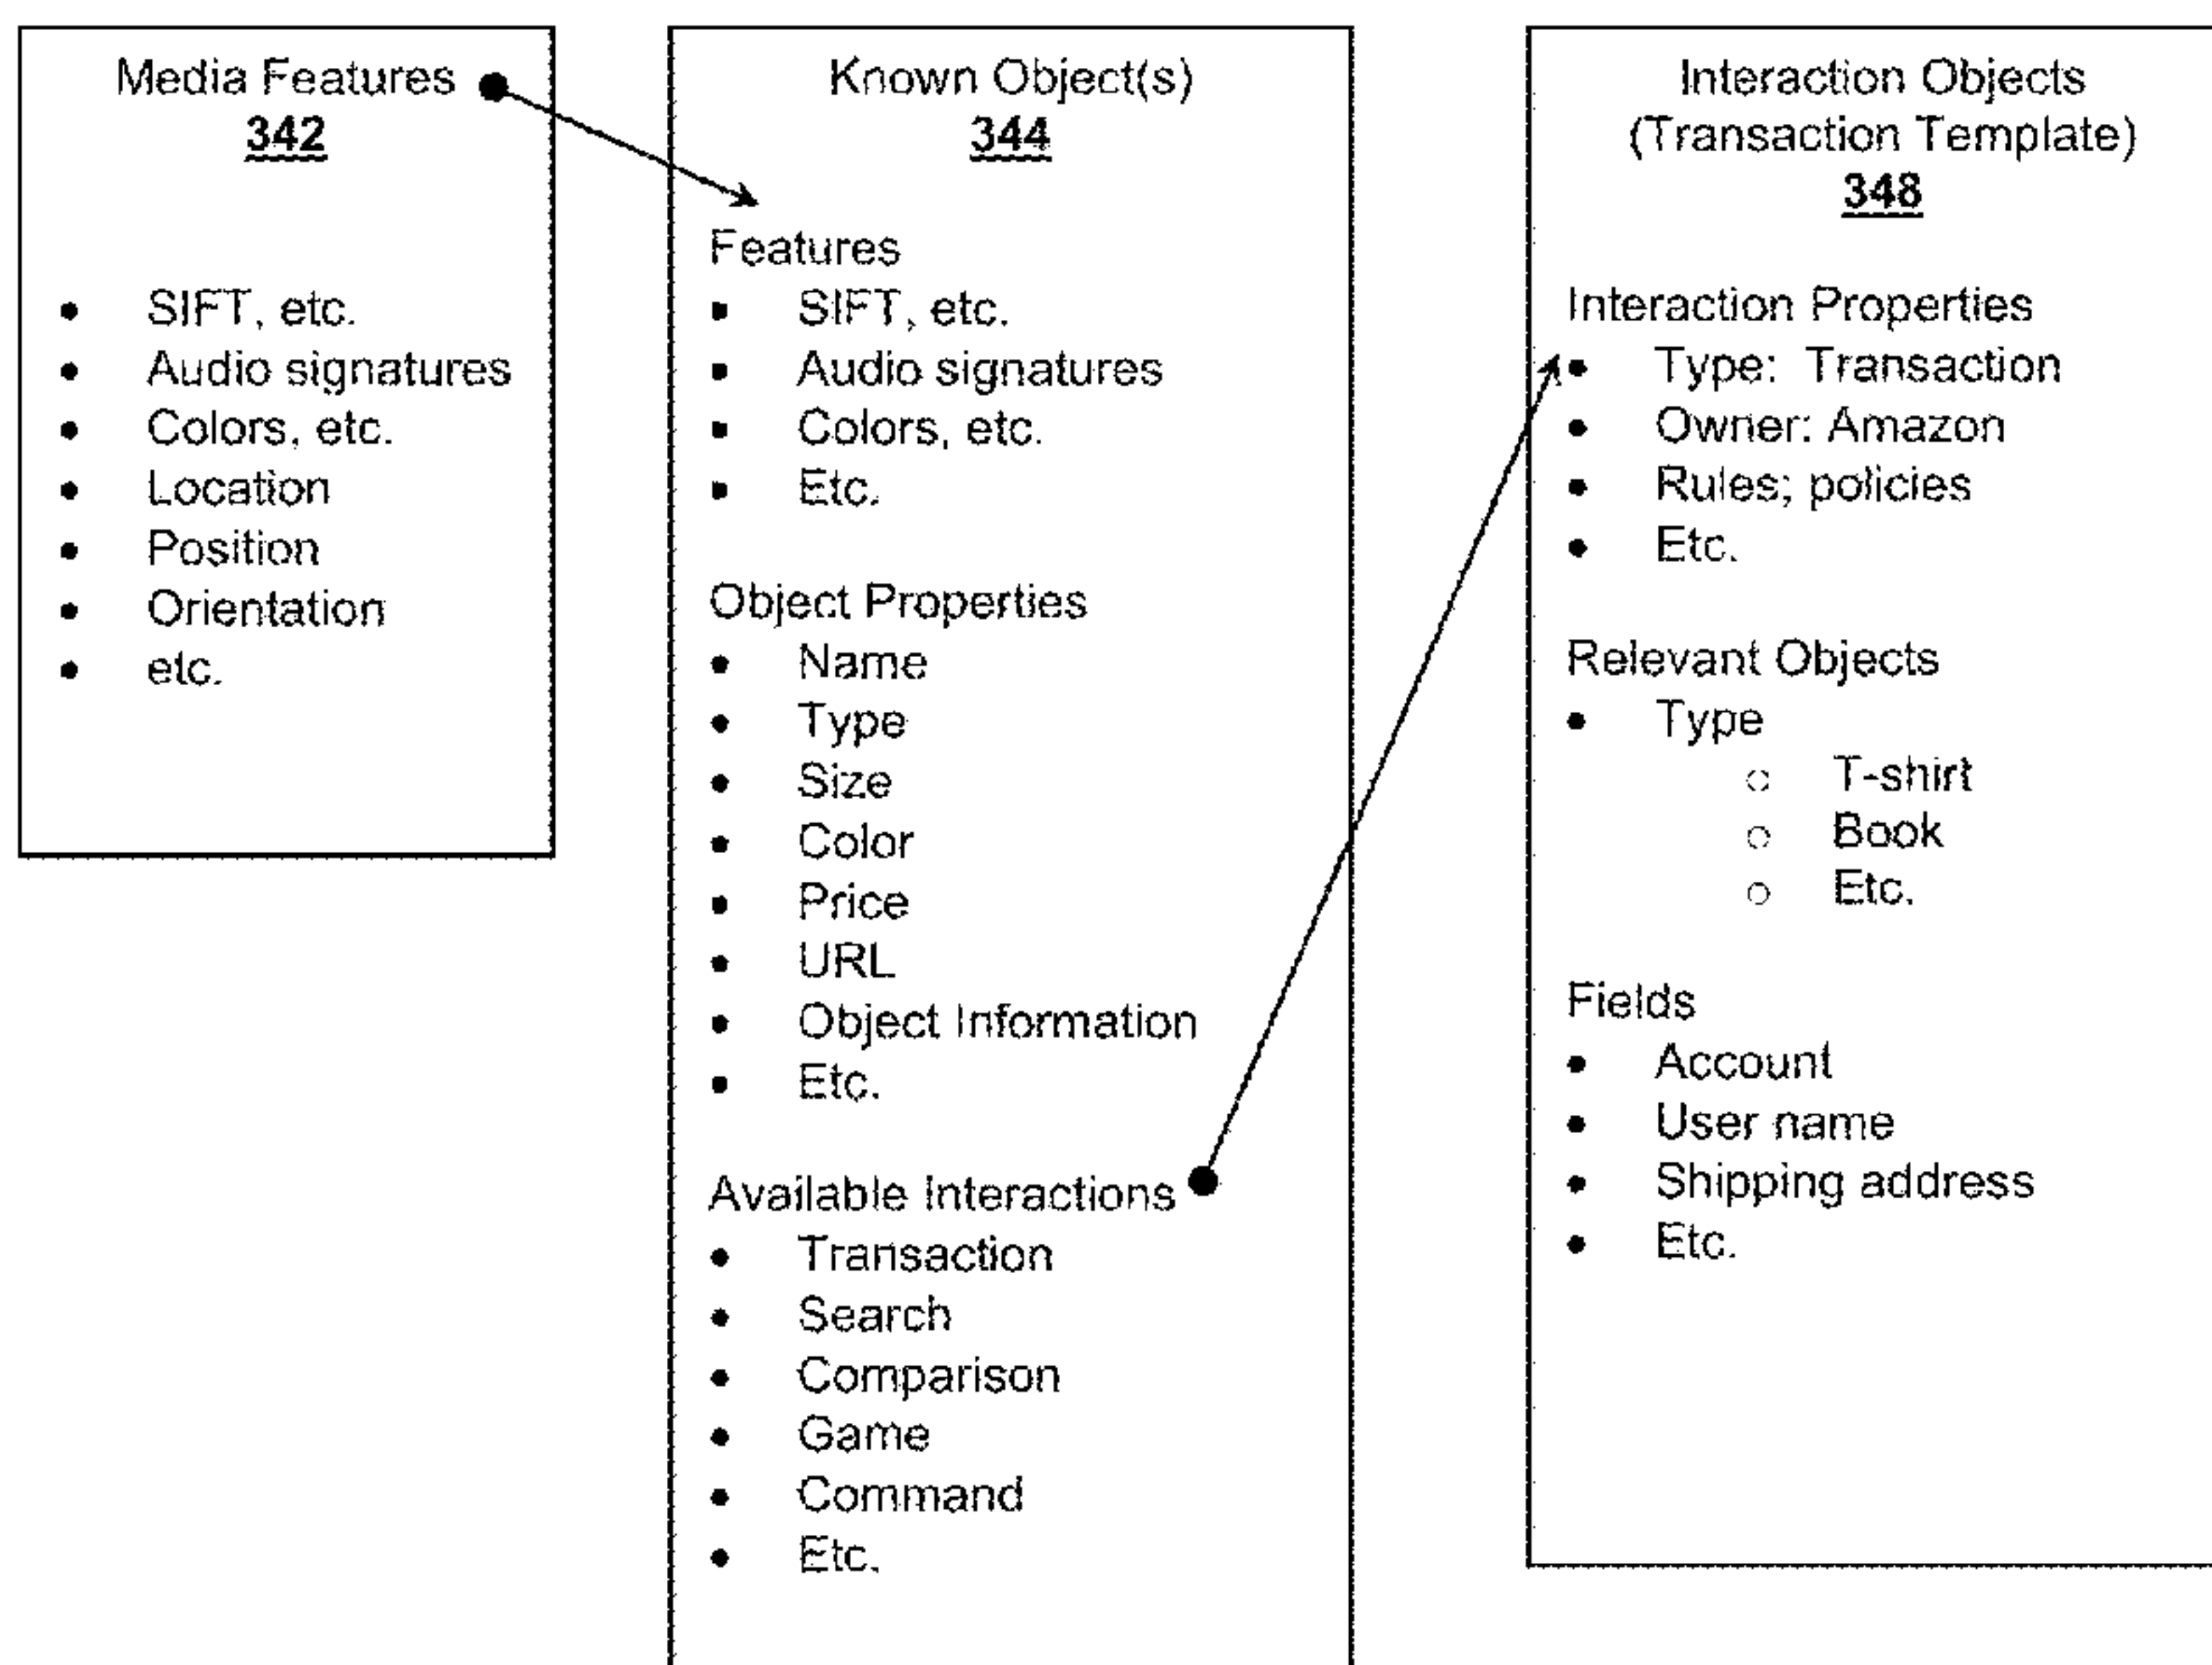 Media Features
342
• SIFT, etc.
• Audio signatures
• Colors, etc.
• Location
• Position
• Orientation
• etc.
Known Object(s)
344
Features
• SIFT, etc.
• Audio signatures
• Colors, etc.
• Etc.
Object Properties
• Name
• Type
• Size
• Color
• Price
• URL
• Object Information
• Etc.
Available Interactions
• Transaction
• Search
• Comparison
• Game
• Command
• Etc.
Interaction Objects
(Transaction Template)
348
Interaction Properties
• Type: Transaction
• Owner: Amazon
• Rules; policies
• Etc.
Relevant Objects
• Type
○ T-shirt
○ Book
○ Etc.
Fields
• Account
• User name
• Shipping address
• Etc.